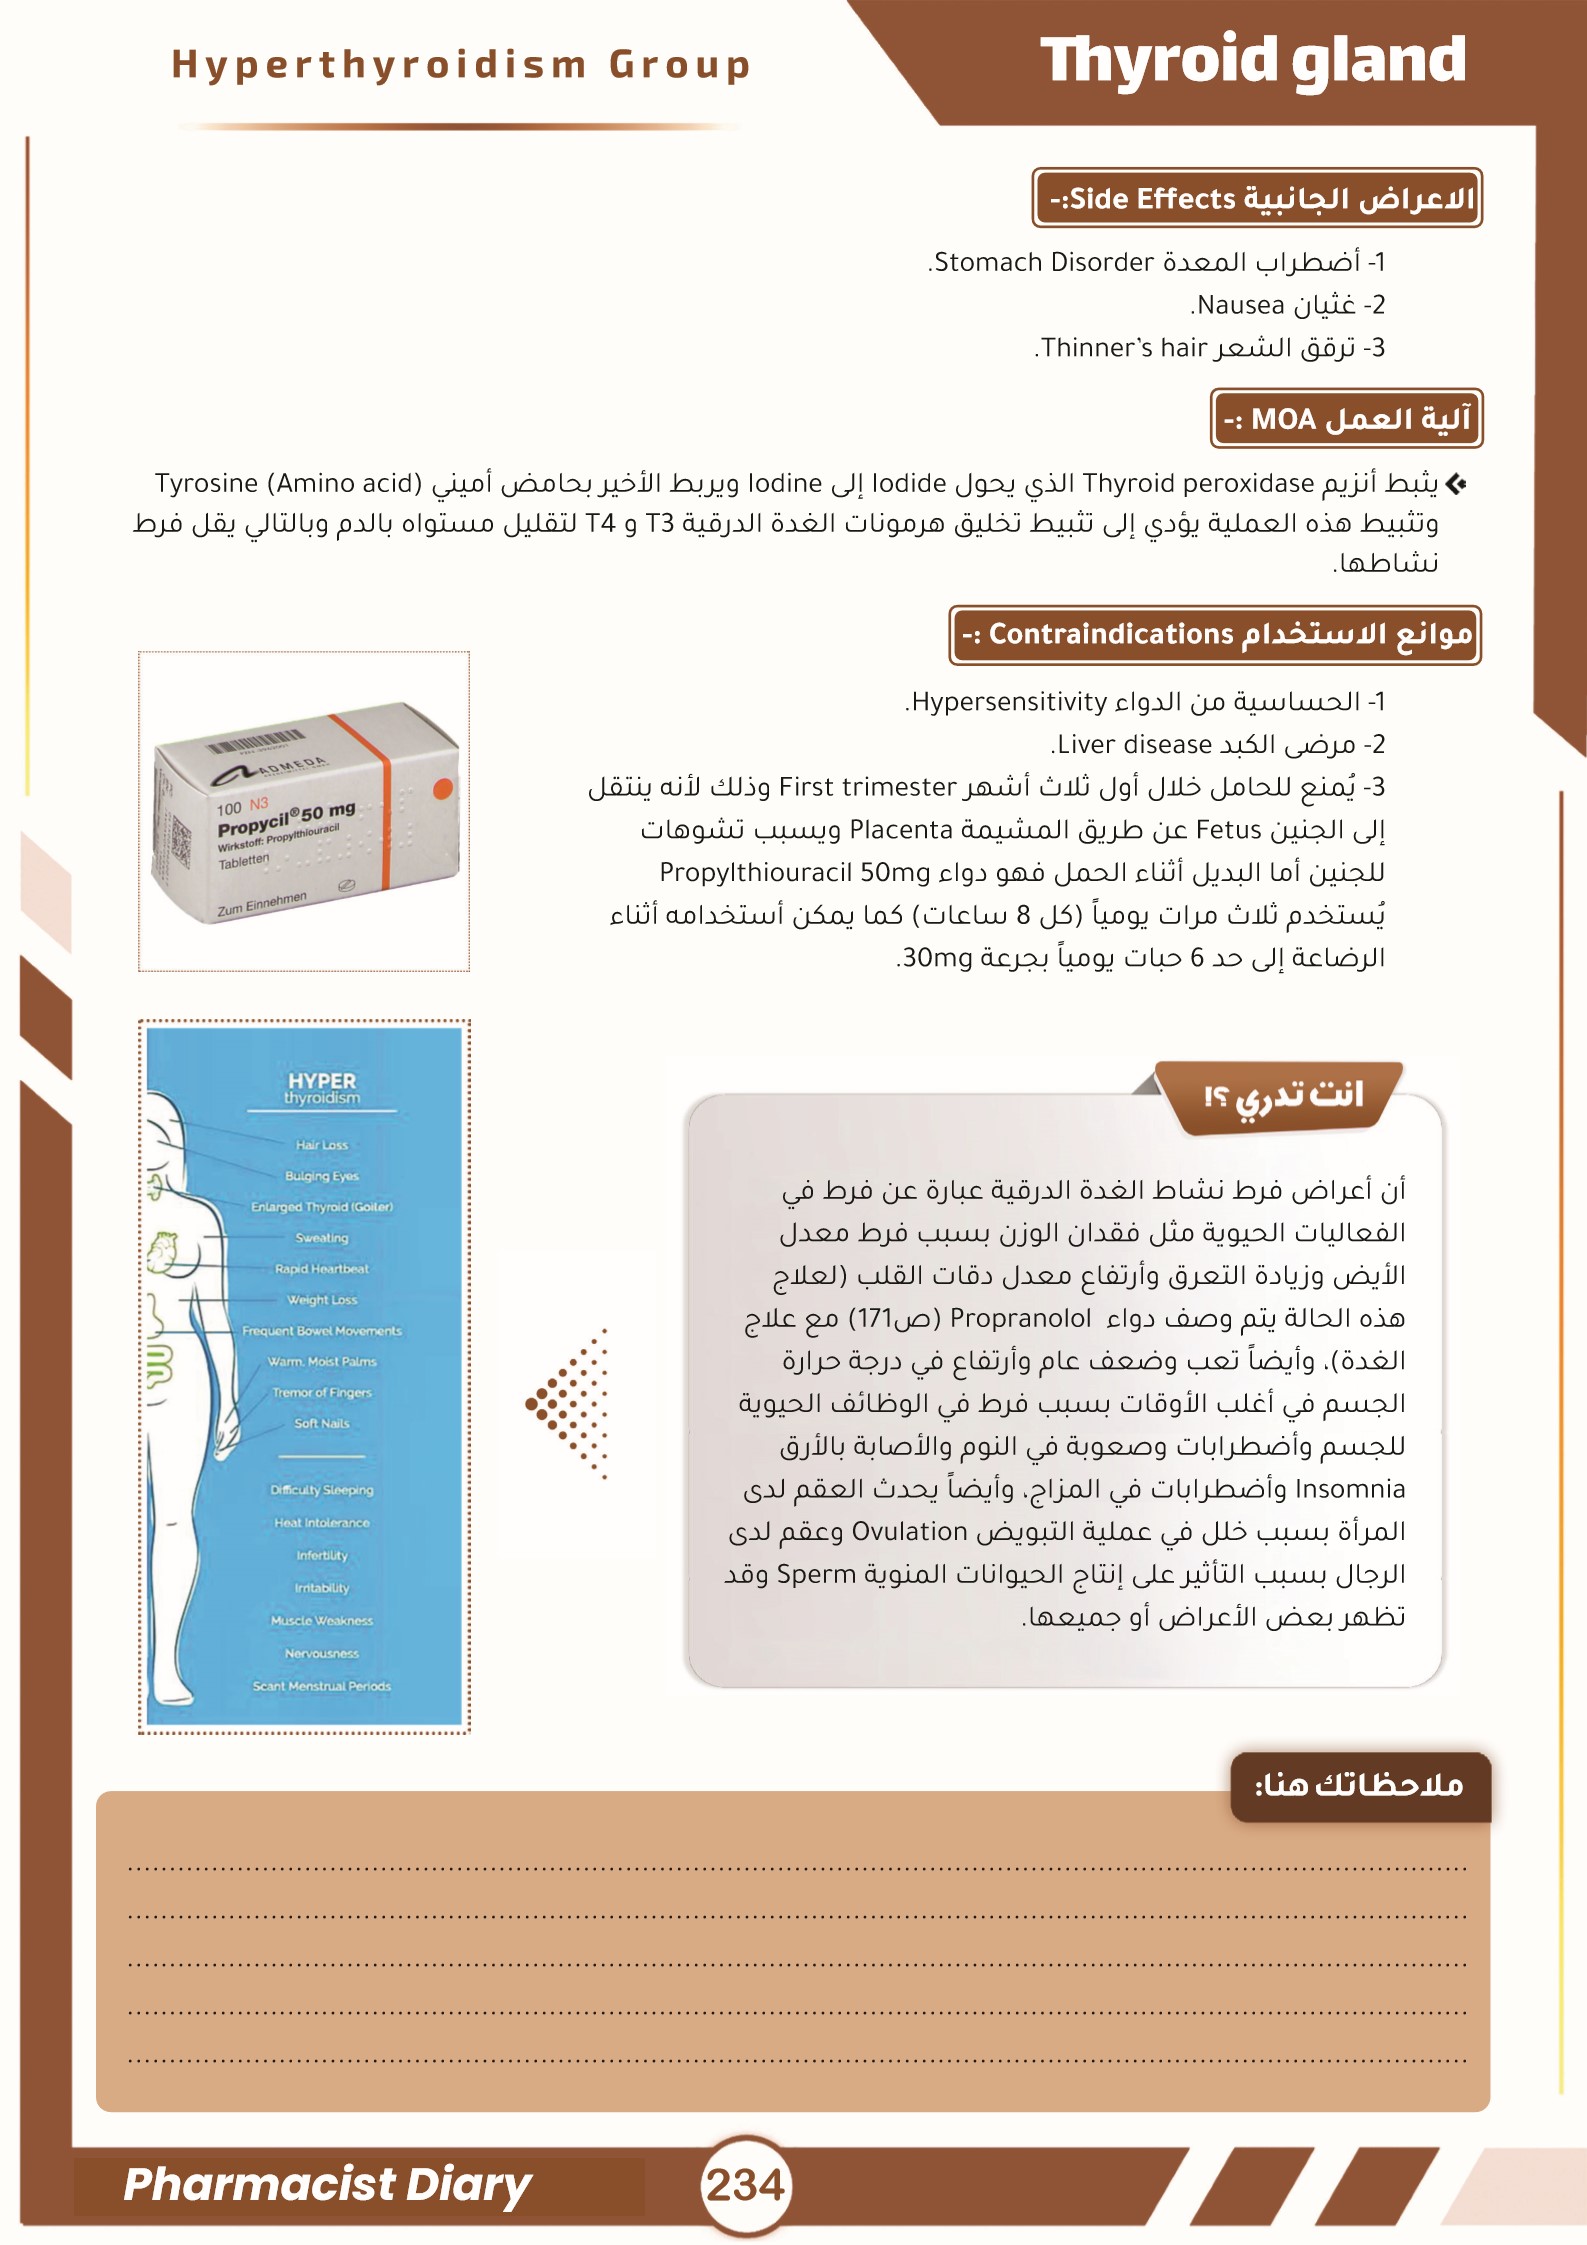 Hyperthyroidism Group
Thyroid gland
الاعراض الجانبية Side Effects:-
1- أضطراب المعدة Stomach Disorder.
2- غثيان Nausea.
3- ترقق الشعر Thinner's hair.
آلية العمل MOA :-
يثبط أنزيم Thyroid peroxidase الذي يحول Iodide إلى Iodine ويربط الأخير بحامض أميني Tyrosine (Amino acid)
وتثبيط هذه العملية يؤدي إلى تثبيط تخليق هرمونات الغدة الدرقية T3 و T4 لتقليل مستواه بالدم وبالتالي يقل فرط
نشاطها.
موانع الاستخدام Contraindications :-
1- الحساسية من الدواء Hypersensitivity.
2- مرضى الكبد Liver disease.
3- يُمنع للحامل خلال أول ثلاث أشهر First trimester وذلك لأنه ينتقل
إلى الجنين Fetus عن طريق المشيمة Placenta ويسبب تشوهات
للجنين أما البديل أثناء الحمل فهو دواء Propylthiouracil 50mg
يُستخدم ثلاث مرات يومياً (كل 8 ساعات) كما يمكن أستخدامه أثناء
الرضاعة إلى حد 6 حبات يومياً بجرعة 30mg.
ADMEDA
100 N3
Propycil® 50 mg
Wirkstoff: Propylthiouracil
Tabletten
Zum Einnehmen
انت تدري ؟!
أن أعراض فرط نشاط الغدة الدرقية عبارة عن فرط في
الفعاليات الحيوية مثل فقدان الوزن بسبب فرط معدل
الأيض وزيادة التعرق وأرتفاع معدل دقات القلب (لعلاج
هذه الحالة يتم وصف دواء Propranolol (ص171) مع علاج
الغدة)، وأيضاً تعب وضعف عام وأرتفاع في درجة حرارة
الجسم في أغلب الأوقات بسبب فرط في الوظائف الحيوية
للجسم وأضطرابات وصعوبة في النوم والأصابة بالأرق
Insomnia وأضطرابات في المزاج، وأيضاً يحدث العقم لدى
المرأة بسبب خلل في عملية التبويض Ovulation وعقم لدى
الرجال بسبب التأثير على إنتاج الحيوانات المنوية Sperm وقد
تظهر بعض الأعراض أو جميعها.
HYPER
thyroidism
Hair Loss
Bulging Eyes
Enlarged Thyroid (Goiter)
Sweating
Rapid Heartbeat
Weight Loss
Frequent Bowel Movements
Warm, Moist Palms
Tremor of Fingers
Soft Nails
Difficulty Sleeping
Heat Intolerance
Infertility
Irritability
Muscle Weakness
Nervousness
Scant Menstrual Periods
ملاحظاتك هنا:
Pharmacist Diary
234